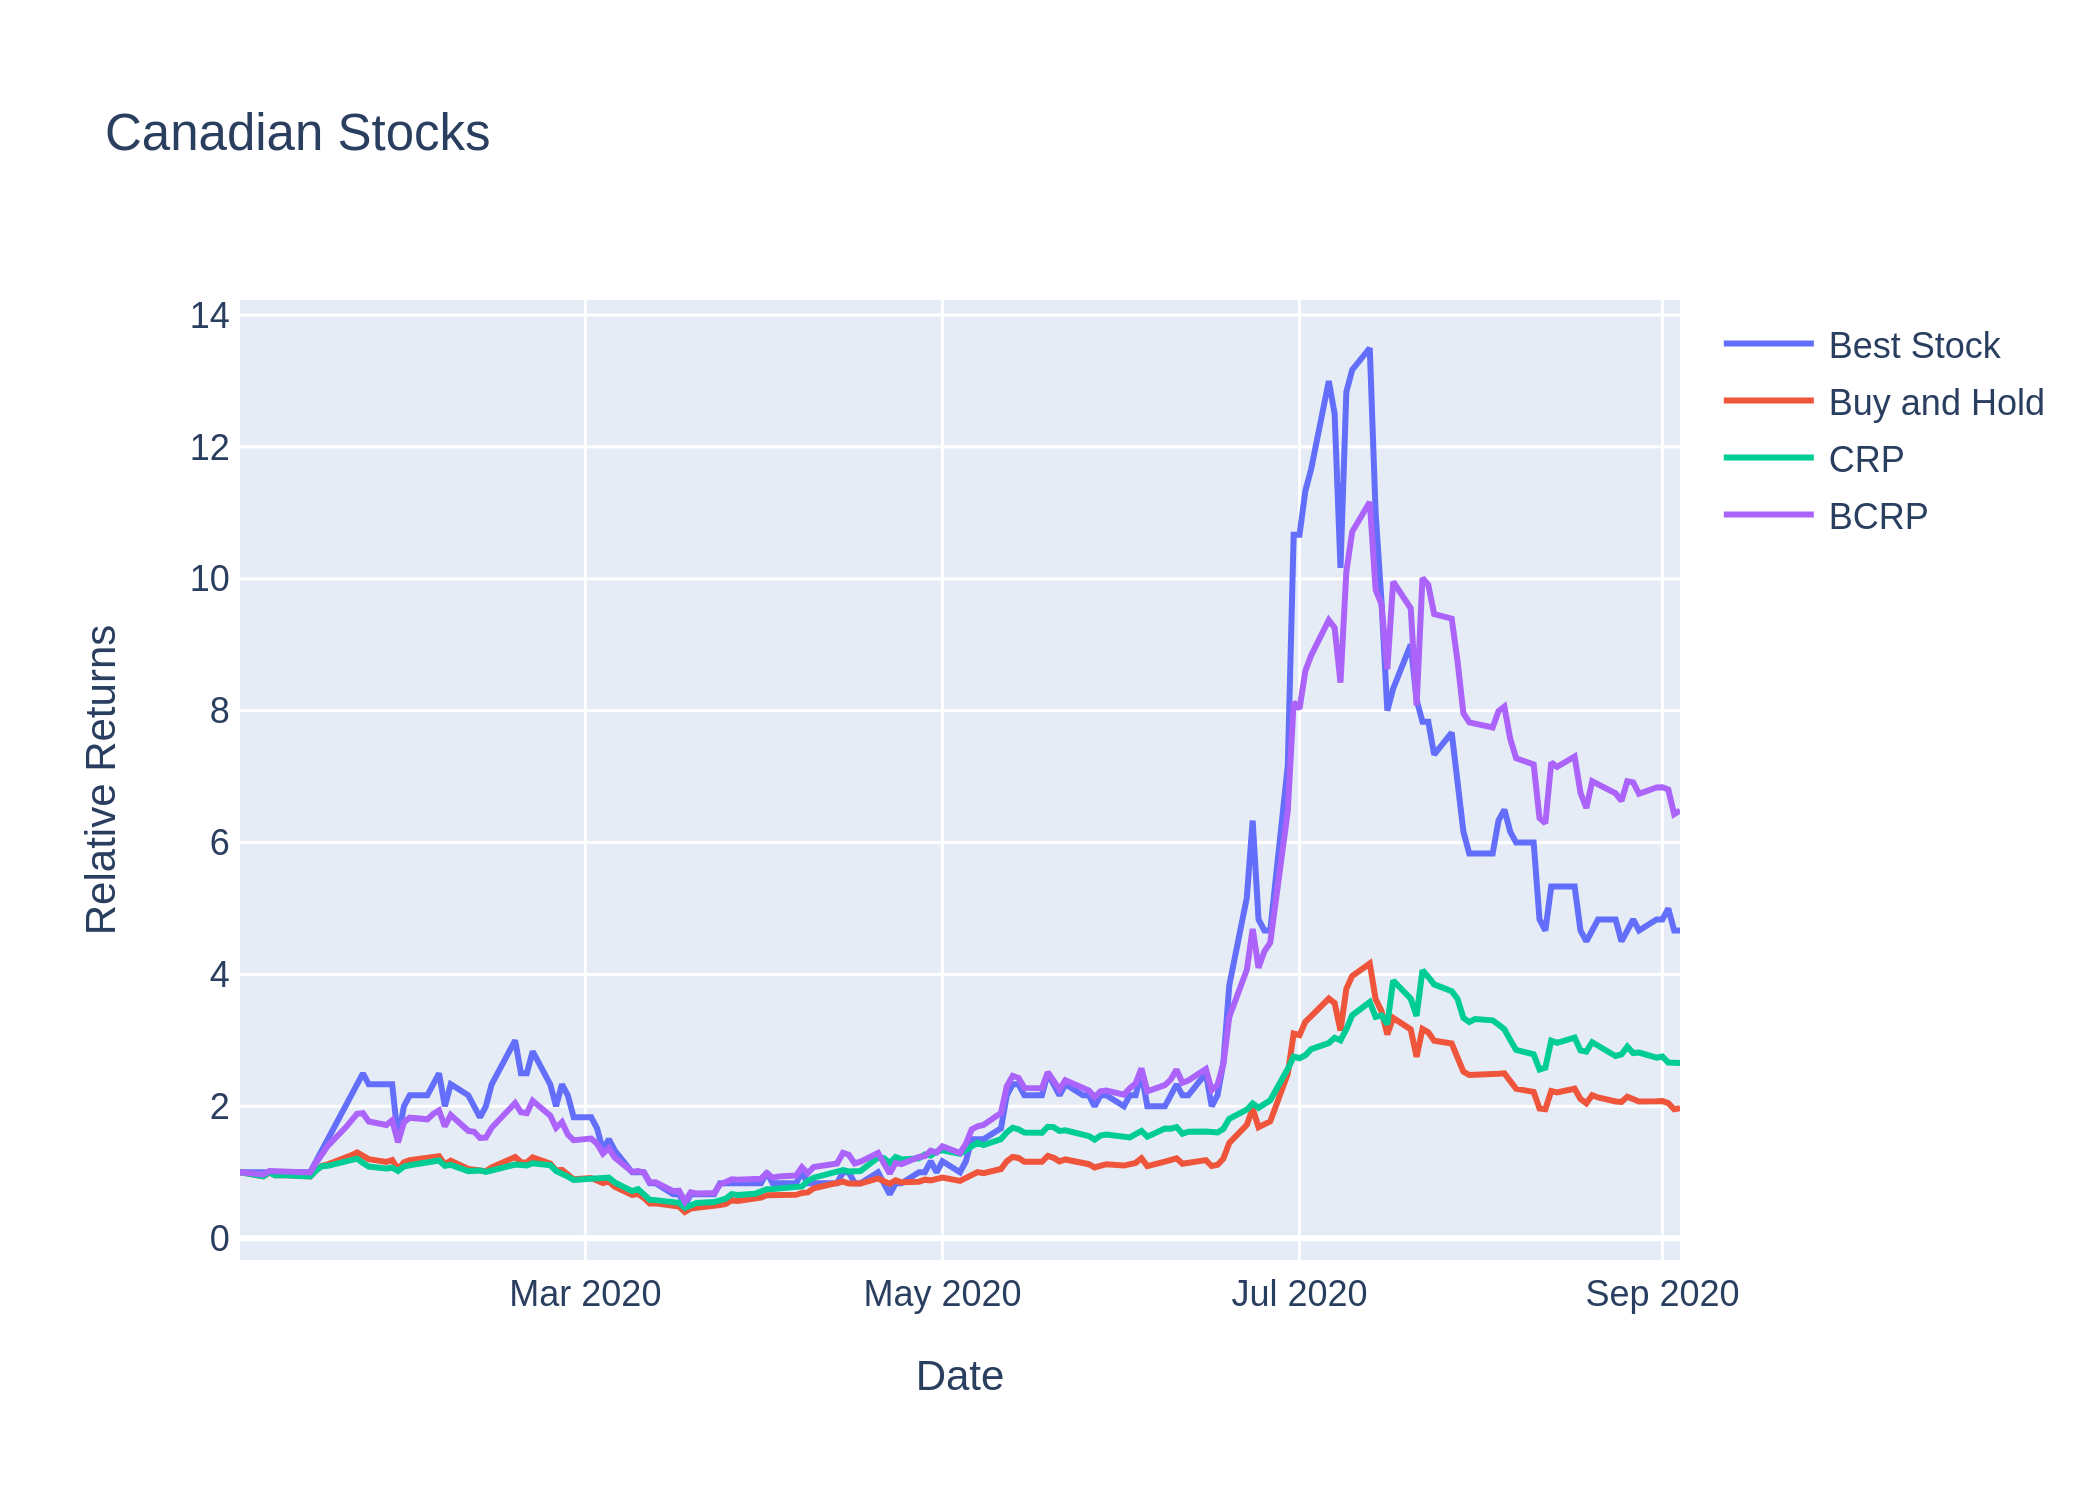 Canadian Stocks
14
12
10
8
6
4
2
0
Relative Returns
Mar 2020
May 2020
Jul 2020
Sep 2020
Date
Best Stock
Buy and Hold
CRP
BCRP